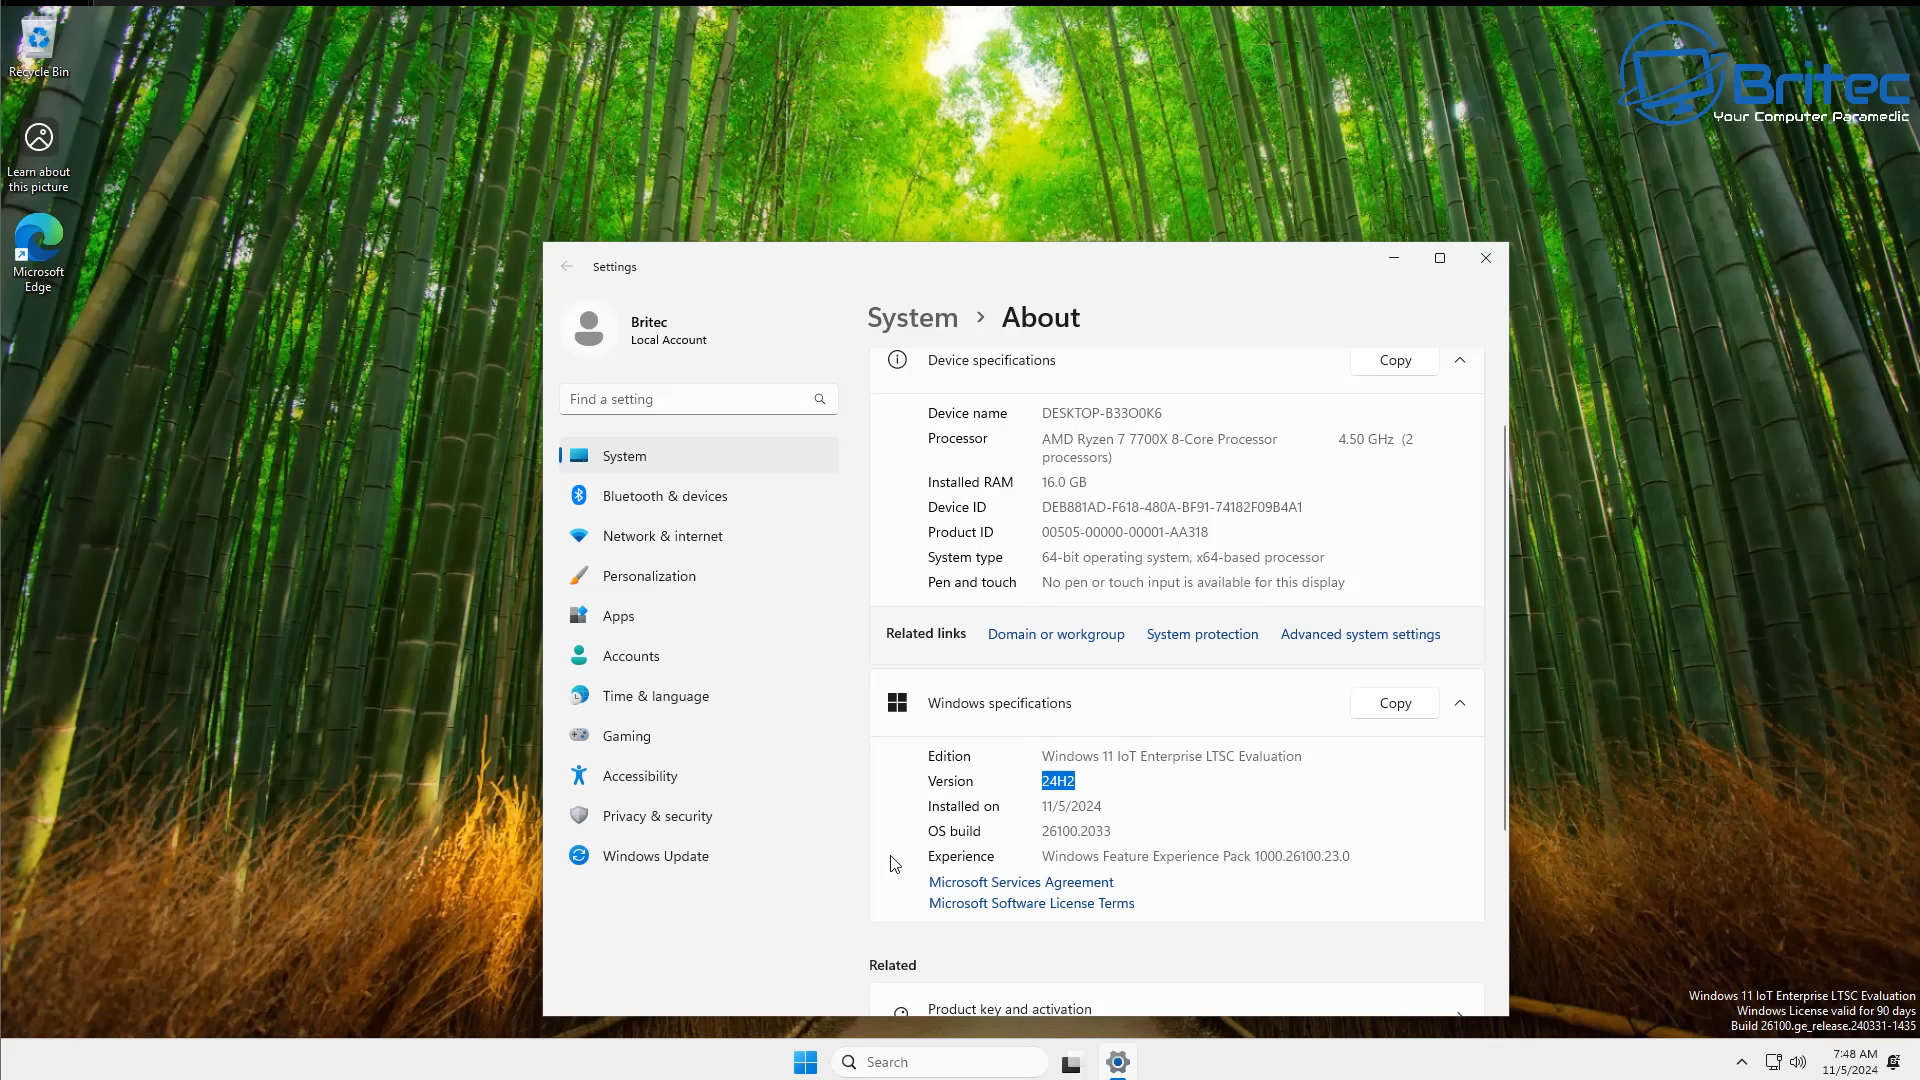 Recycle Bin
Learn about
this picture
Microsoft
Edge
Britec
Your Computer Paramedic
Settings
Britec
Local Account
Find a setting
System
Bluetooth & devices
Network & internet
Personalization
Apps
Accounts
Time & language
Gaming
Accessibility
Privacy & security
Windows Update
System > About
Device specifications Copy
Device name DESKTOP-B33O0K6
Processor AMD Ryzen 7 7700X 8-Core Processor 4.50 GHz (2
processors)
Installed RAM 16.0 GB
Device ID DEB881AD-F618-480A-BF91-74182F09B4A1
Product ID 00505-00000-00001-AA318
System type 64-bit operating system, x64-based processor
Pen and touch No pen or touch input is available for this display
Related links Domain or workgroup System protection Advanced system settings
Windows specifications Copy
Edition Windows 11 IoT Enterprise LTSC Evaluation
Version 24H2
Installed on 11/5/2024
OS build 26100.2033
Experience Windows Feature Experience Pack 1000.26100.23.0
Microsoft Services Agreement
Microsoft Software License Terms
Related
Product key and activation
Windows 11 IoT Enterprise LTSC Evaluation
Windows License valid for 90 days
Build 26100.ge_release.240331-1435
Search
7:48 AM
11/5/2024